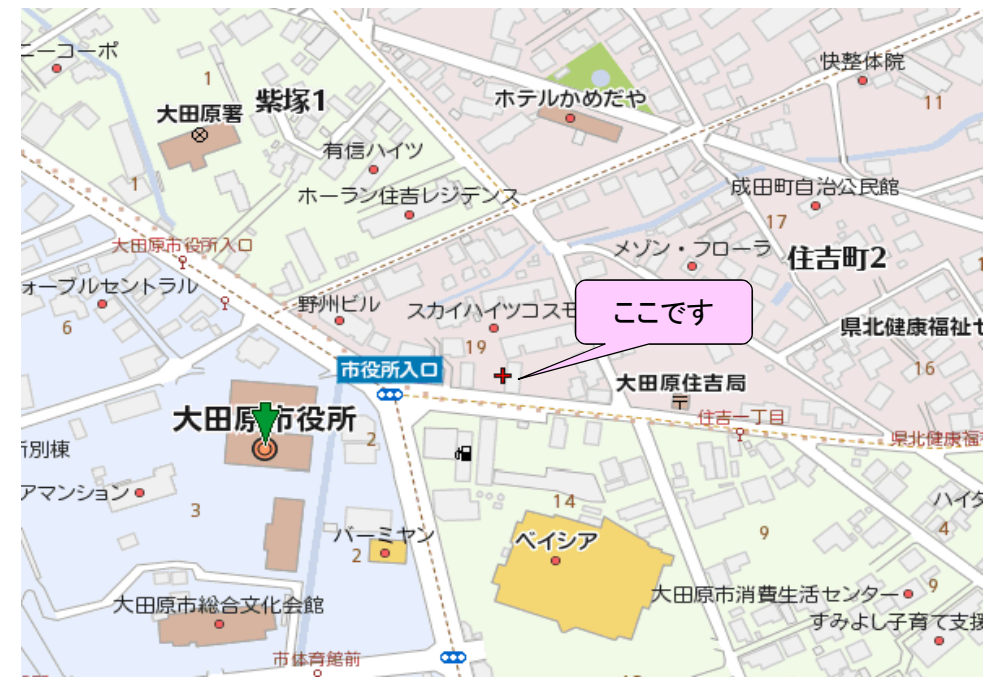 ニーコーポ
快整体院
1
ホテルかめだや
11
大田原署
紫塚1
有信ハイツ
1
ホーラン住吉レジデンス
成田町自治公民館
17
大田原市役所入口
メゾン・フローラ
住吉町2
1
ォーブルセントラル
野州ビル
スカイハイツコスモ
ここです
6
県北健康福祉セ
19
16
市役所入口
大田原住吉局
大田原市役所
住吉一丁目
2
県北健康福祉
別棟
アマンション
3
14
ハイタ
4
バーミヤン
2
ベイシア
9
大田原市消費生活センター
9
大田原市総合文化会館
すみよし子育て支援
市体育館前